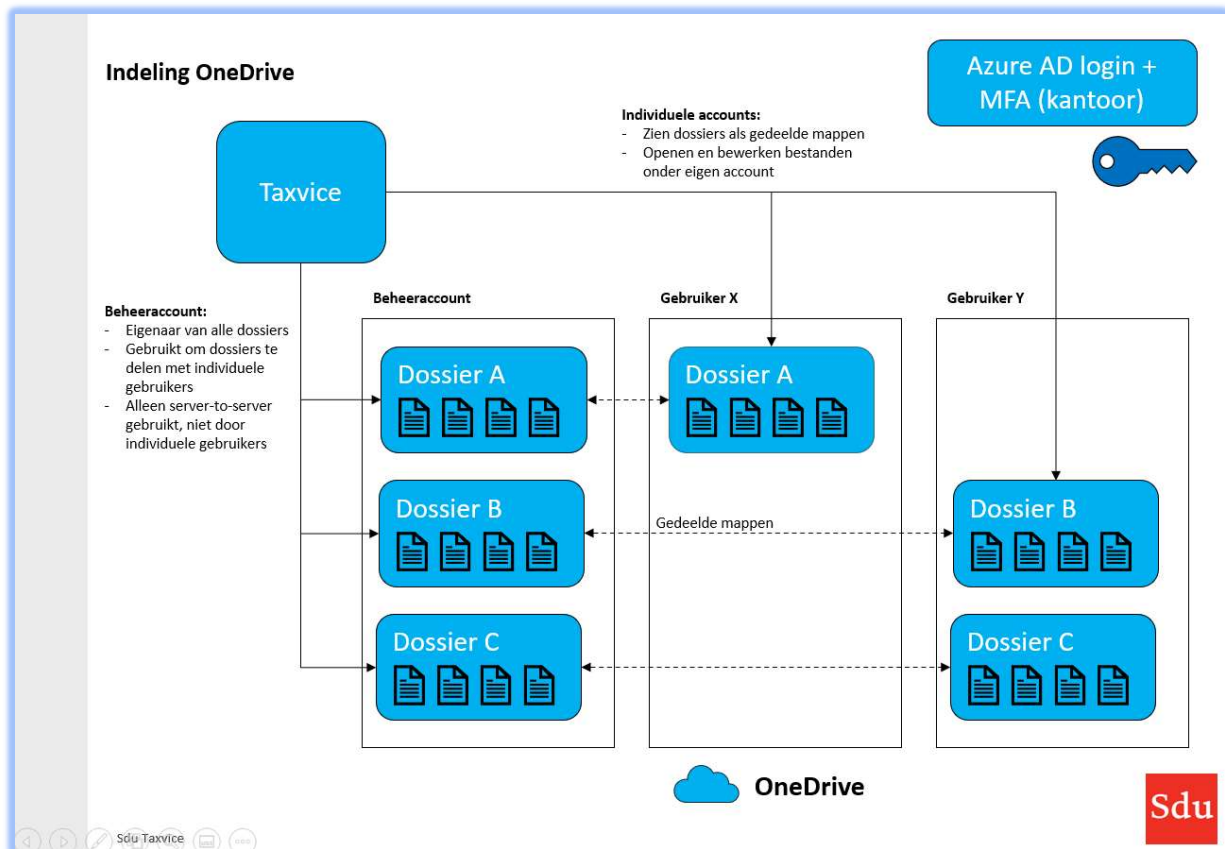 Indeling OneDrive
Azure AD login +
MFA (kantoor)
Individuele accounts:
- Zien dossiers als gedeelde mappen
- Openen en bewerken bestanden
onder eigen account
Taxvice
Beheeraccount:
- Eigenaar van alle dossiers
- Gebruikt om dossiers te
delen met individuele
gebruikers
- Alleen server-to-server
gebruikt, niet door
individuele gebruikers
Beheeraccount
Gebruiker X
Gebruiker Y
Dossier A
Dossier A
Dossier B
Gedeelde mappen
Dossier B
Dossier C
Dossier C
OneDrive
Sdu
Sdu Taxvice